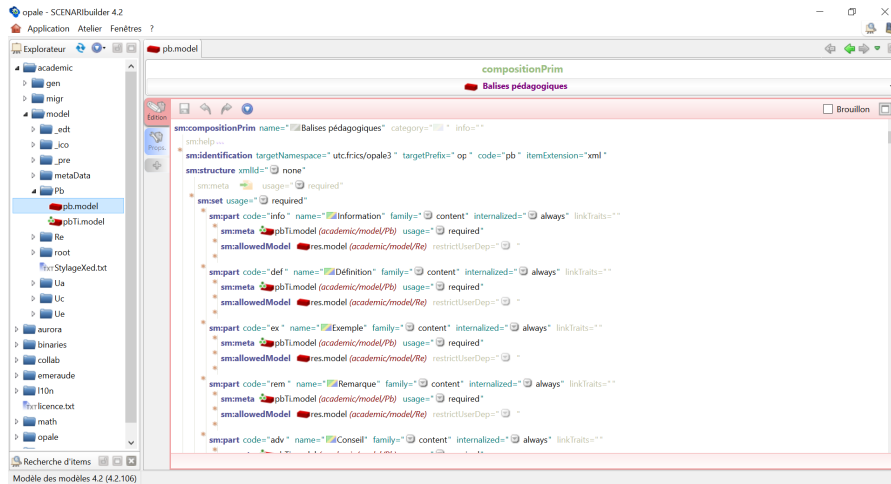 opale - SCENARIbuilder 4.2
Application Atelier Fenêtres ?
Explorateur
pb.model
academic
gen
migr
model
_edt
_ico
_pre
metaData
Pb
pb.model
pbTi.model
Re
root
TXT StylageXed.txt
Ua
Uc
Ue
aurora
binaries
collab
emeraude
l10n
TXT licence.txt
math
opale
Recherche d'items
Modèle des modèles 4.2 (4.2.106)
compositionPrim
Balises pédagogiques
Édition
Props.
Brouillon
sm:compositionPrim name="Balises pédagogiques" category="" info=""
sm:help ...
sm:identification targetNamespace=" utc.fr:ics/opale3 " targetPrefix=" op " code="pb " itemExtension="xml "
sm:structure xmlId=" none"
sm:meta usage=" required"
sm:set usage=" required"
sm:part code="info " name="Information" family=" content" internalized=" always" linkTraits=""
sm:meta pbTi.model (academic/model/Pb) usage=" required"
sm:allowedModel res.model (academic/model/Re) restrictUserDep=" "
sm:part code="def " name="Définition" family=" content" internalized=" always" linkTraits=""
sm:meta pbTi.model (academic/model/Pb) usage=" required"
sm:allowedModel res.model (academic/model/Re) restrictUserDep=" "
sm:part code="ex " name="Exemple" family=" content" internalized=" always" linkTraits=""
sm:meta pbTi.model (academic/model/Pb) usage=" required"
sm:allowedModel res.model (academic/model/Re) restrictUserDep=" "
sm:part code="rem " name="Remarque" family=" content" internalized=" always" linkTraits=""
sm:meta pbTi.model (academic/model/Pb) usage=" required"
sm:allowedModel res.model (academic/model/Re) restrictUserDep=" "
sm:part code="adv " name="Conseil" family=" content" internalized=" always" linkTraits=""